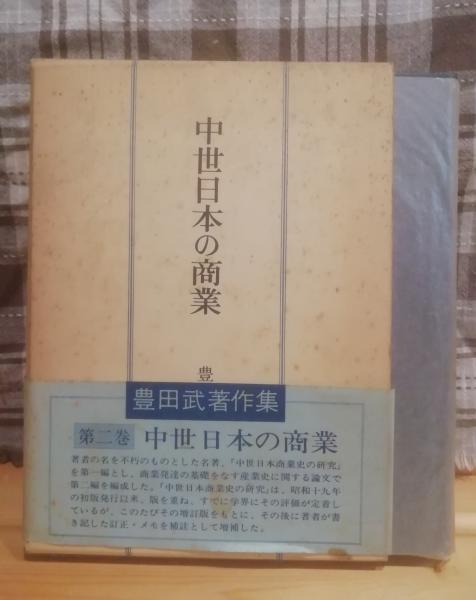 中世日本の商業
豊
豊田武著作集
第二巻 中世日本の商業
著者の名を不朽のものとした名著、「中世日本商業史の研究」
を第一編とし、商業発達の基礎をなす産業史に関する論文で
第二編を編成した。「中世日本商業史の研究」は、昭和十九年
の初版発行以来、版を重ね、すでに学界にその評価が定着し
ているが、このたびその増訂版をもとに、その後に著者が書
き記した訂正・メモを補註として増補した。